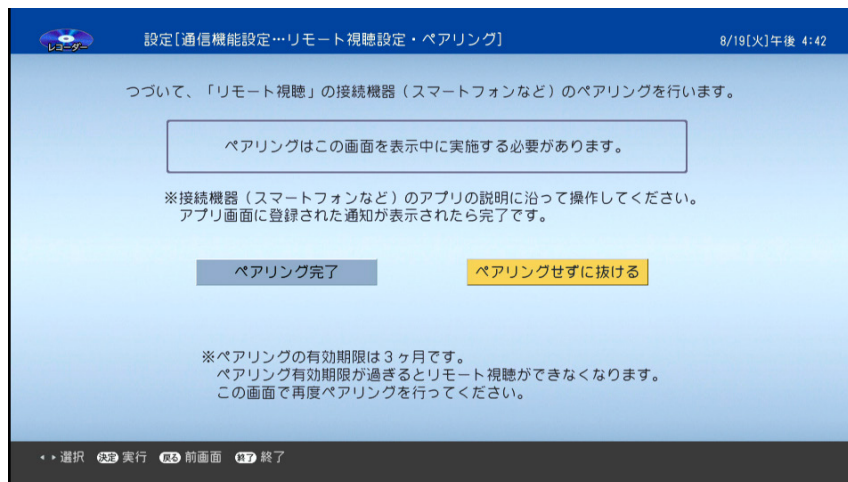 レコーダー
設定[通信機能設定…リモート視聴設定・ペアリング]
8/19[火]午後 4:42
つづいて、「リモート視聴」の接続機器（スマートフォンなど）のペアリングを行います。
ペアリングはこの画面を表示中に実施する必要があります。
※接続機器（スマートフォンなど）のアプリの説明に沿って操作してください。
アプリ画面に登録された通知が表示されたら完了です。
ペアリング完了
ペアリングせずに抜ける
※ペアリングの有効期限は３ヶ月です。
ペアリング有効期限が過ぎるとリモート視聴ができなくなります。
この画面で再度ペアリングを行ってください。
選択 決定 実行 戻る 前画面 終了 終了